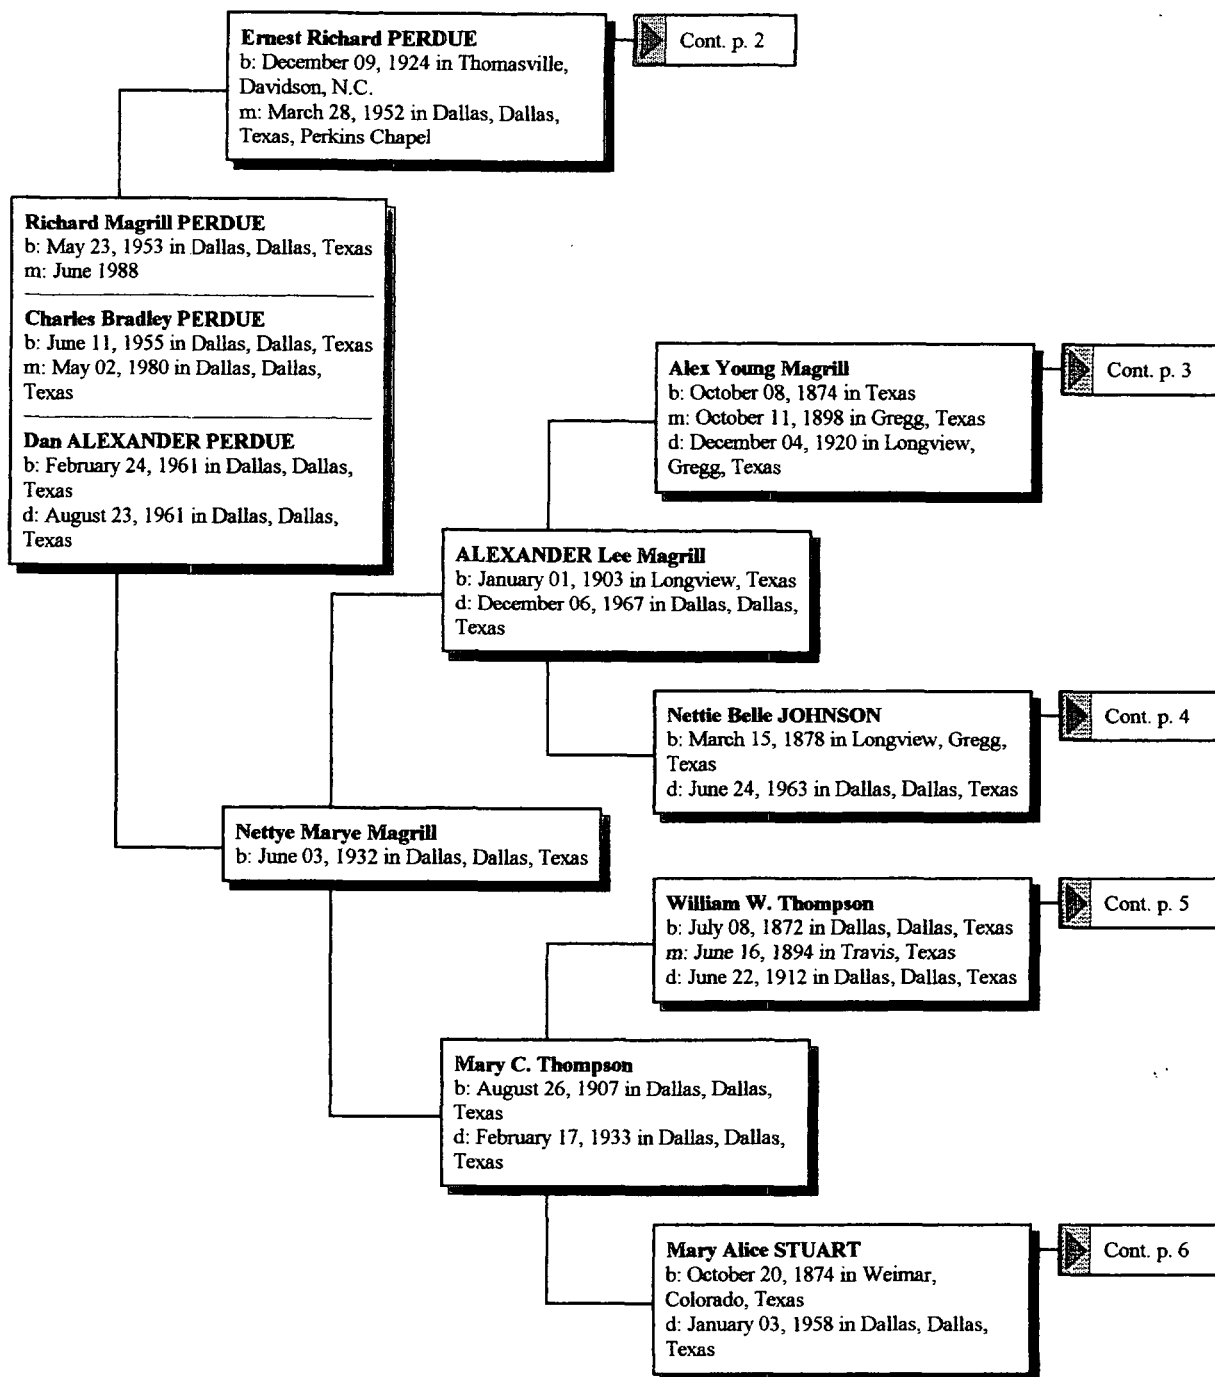 Ernest Richard PERDUE
b: December 09, 1924 in Thomasville,
Davidson, N.C.
m: March 28, 1952 in Dallas, Dallas,
Texas, Perkins Chapel
Cont. p. 2
Richard Magrill PERDUE
b: May 23, 1953 in Dallas, Dallas, Texas
m: June 1988
Charles Bradley PERDUE
b: June 11, 1955 in Dallas, Dallas, Texas
m: May 02, 1980 in Dallas, Dallas,
Texas
Dan ALEXANDER PERDUE
b: February 24, 1961 in Dallas, Dallas,
Texas
d: August 23, 1961 in Dallas, Dallas,
Texas
Alex Young Magrill
b: October 08, 1874 in Texas
m: October 11, 1898 in Gregg, Texas
d: December 04, 1920 in Longview,
Gregg, Texas
Cont. p. 3
ALEXANDER Lee Magrill
b: January 01, 1903 in Longview, Texas
d: December 06, 1967 in Dallas, Dallas,
Texas
Nettie Belle JOHNSON
b: March 15, 1878 in Longview, Gregg,
Texas
d: June 24, 1963 in Dallas, Dallas, Texas
Cont. p. 4
Nettye Marye Magrill
b: June 03, 1932 in Dallas, Dallas, Texas
William W. Thompson
b: July 08, 1872 in Dallas, Dallas, Texas
m: June 16, 1894 in Travis, Texas
d: June 22, 1912 in Dallas, Dallas, Texas
Cont. p. 5
Mary C. Thompson
b: August 26, 1907 in Dallas, Dallas,
Texas
d: February 17, 1933 in Dallas, Dallas,
Texas
Mary Alice STUART
b: October 20, 1874 in Weimar,
Colorado, Texas
d: January 03, 1958 in Dallas, Dallas,
Texas
Cont. p. 6